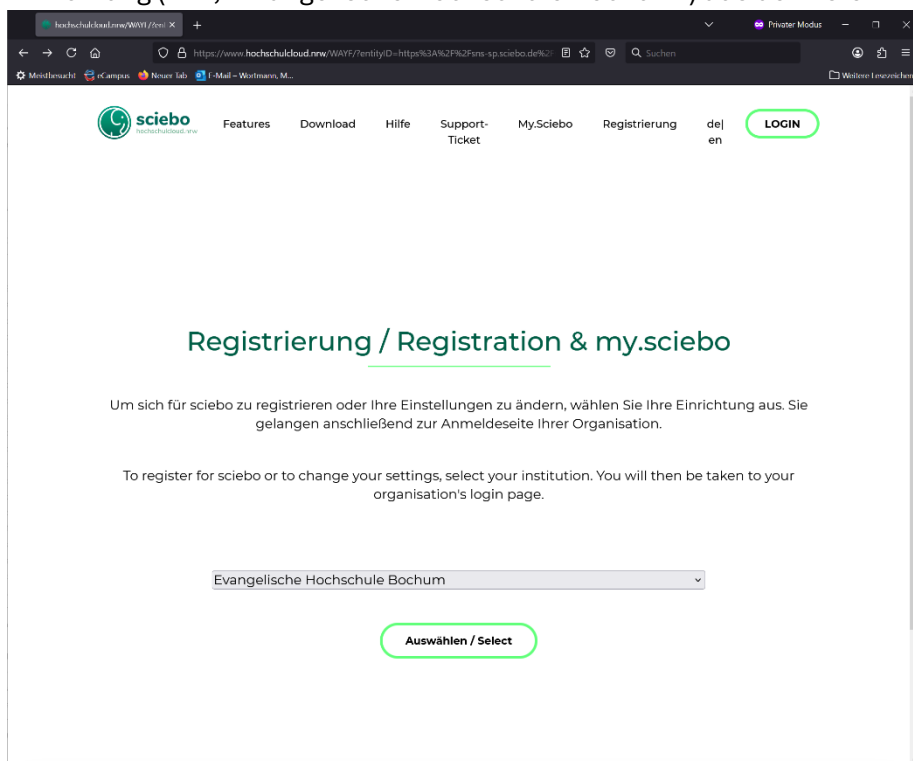 hochschulcloud.nrw/WAYF/?enti
Privater Modus
https://www.hochschulcloud.nrw/WAYF/?entityID=https%3A%2F%2Fsns-sp.sciebo.de%2F
Suchen
Meistbesucht
eCampus
Neuer Tab
E-Mail – Wortmann, M...
Weitere Lesezeichen
sciebo
hochschulcloud.nrw
Features
Download
Hilfe
Support-
Ticket
My.Sciebo
Registrierung
de|
en
LOGIN
Registrierung / Registration & my.sciebo
Um sich für sciebo zu registrieren oder Ihre Einstellungen zu ändern, wählen Sie Ihre Einrichtung aus. Sie
gelangen anschließend zur Anmeldeseite Ihrer Organisation.
To register for sciebo or to change your settings, select your institution. You will then be taken to your
organisation's login page.
Evangelische Hochschule Bochum
Auswählen / Select